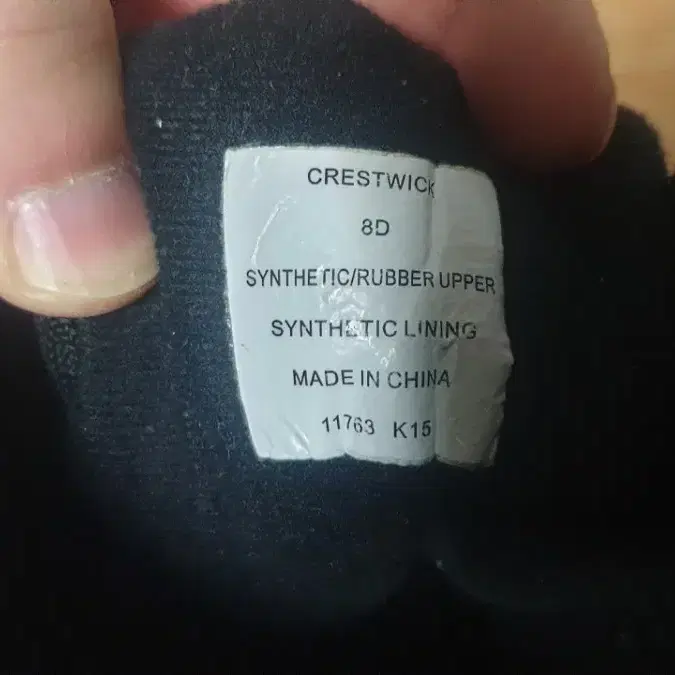 CRESTWICK
8D
SYNTHETIC/RUBBER UPPER
SYNTHETIC LINING
MADE IN CHINA
11763 K15